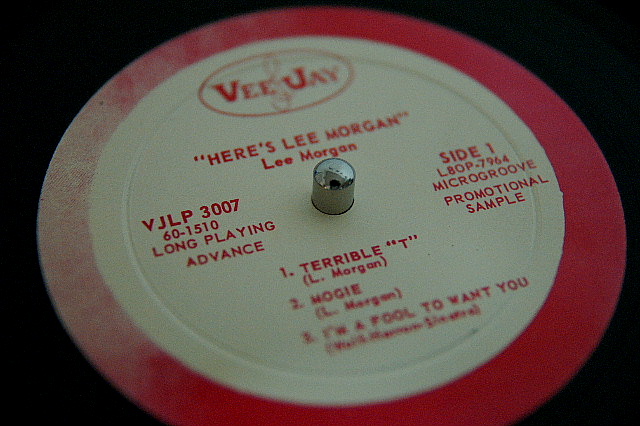 VEE JAY
"HERE'S LEE MORGAN"
Lee Morgan
SIDE 1
L80P-7964
MICROGROOVE
PROMOTIONAL
SAMPLE
VJLP 3007
60-1510
LONG PLAYING
ADVANCE
1. TERRIBLE "T"
(L. Morgan)
2. MOGIE
(L. Morgan)
3. I'M A FOOL TO WANT YOU